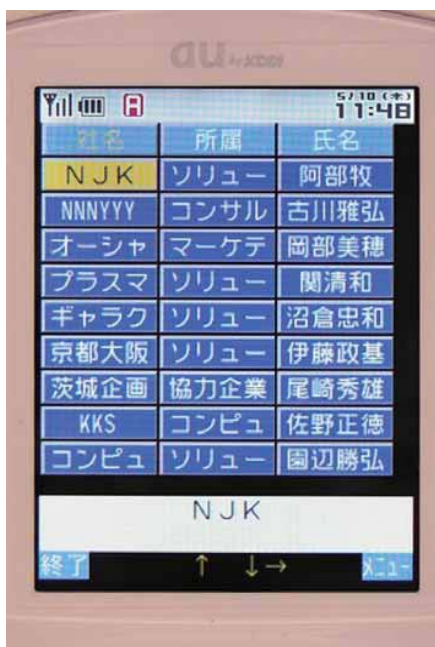 au by KDDI
5/10(木)
11:48
社名 所属 氏名
NJK ソリュー 阿部牧
NNNYYY コンサル 古川雅弘
オーシャ マーケテ 岡部美穂
プラスマ ソリュー 関清和
ギャラク ソリュー 沼倉忠和
京都大阪 ソリュー 伊藤政基
茨城企画 協力企業 尾崎秀雄
KKS コンピュ 佐野正徳
コンピュ ソリュー 園辺勝弘
NJK
終了 ↑ ↓→ メニュー